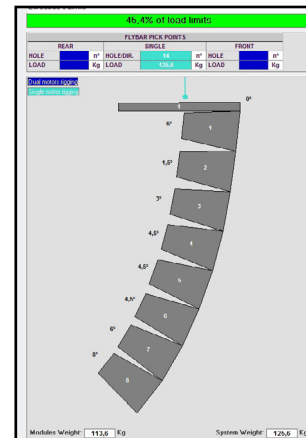 45,4% of load limits
FLYBAR PICK POINTS
REAR SINGLE FRONT
HOLE n° HOLE/DIR. 14 n° HOLE n°
LOAD Kg LOAD 125,6 Kg LOAD Kg
Dual motors rigging
Single motor rigging
0°
1
6°
1
1,5°
2
3°
3
4,5°
4
4,5°
5
4,5°
6
6°
7
8°
8
Modules Weight: 113,6 Kg System Weight: 125,6 Kg